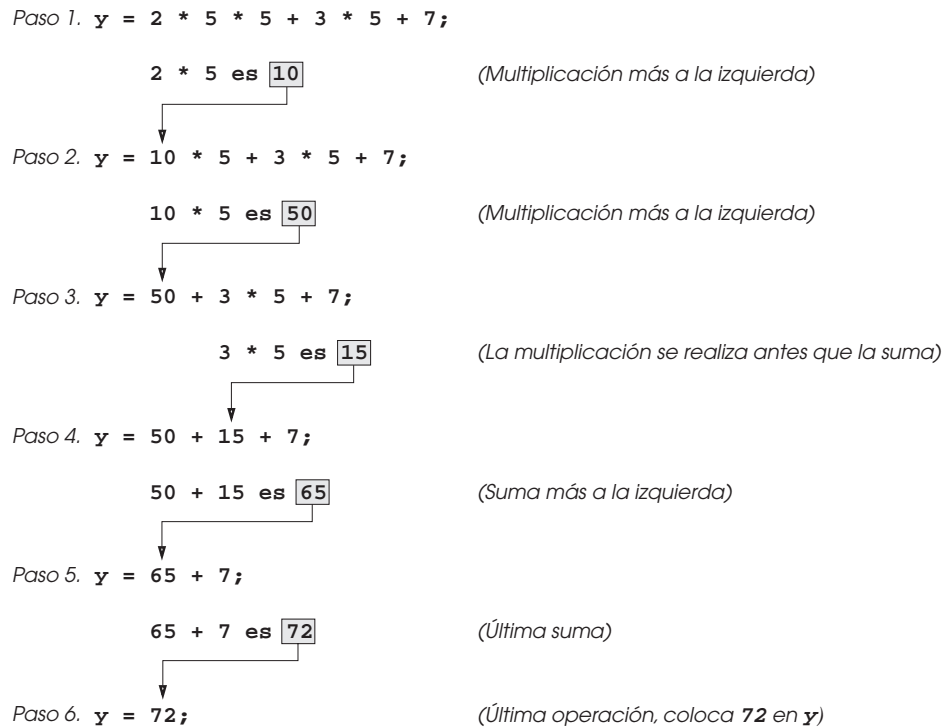 Paso 1. y = 2 * 5 * 5 + 3 * 5 + 7;
2 * 5 es 10 (Multiplicación más a la izquierda)
Paso 2. y = 10 * 5 + 3 * 5 + 7;
10 * 5 es 50 (Multiplicación más a la izquierda)
Paso 3. y = 50 + 3 * 5 + 7;
3 * 5 es 15 (La multiplicación se realiza antes que la suma)
Paso 4. y = 50 + 15 + 7;
50 + 15 es 65 (Suma más a la izquierda)
Paso 5. y = 65 + 7;
65 + 7 es 72 (Última suma)
Paso 6. y = 72; (Última operación, coloca 72 en y)